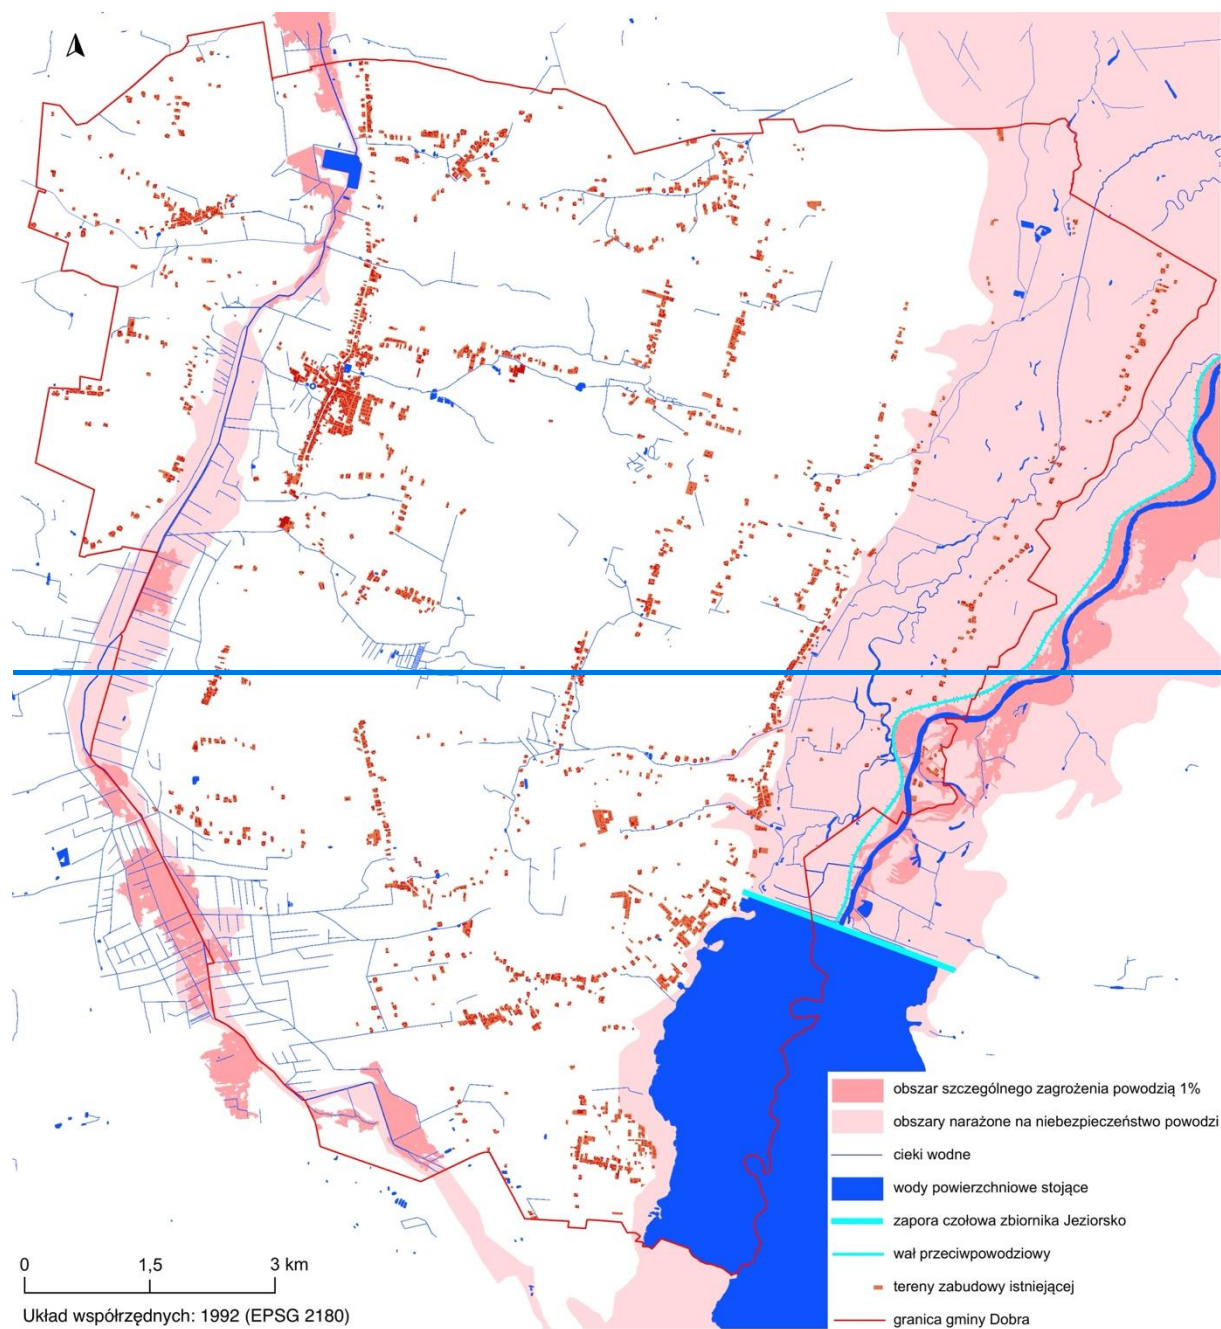 obszar szczególnego zagrożenia powodzią 1%
obszary narażone na niebezpieczeństwo powodzi
cieki wodne
wody powierzchniowe stojące
zapora czołowa zbiornika Jeziorsko
wał przeciwpowodziowy
tereny zabudowy istniejącej
granica gminy Dobra
0 1,5 3 km
Układ współrzędnych: 1992 (EPSG 2180)